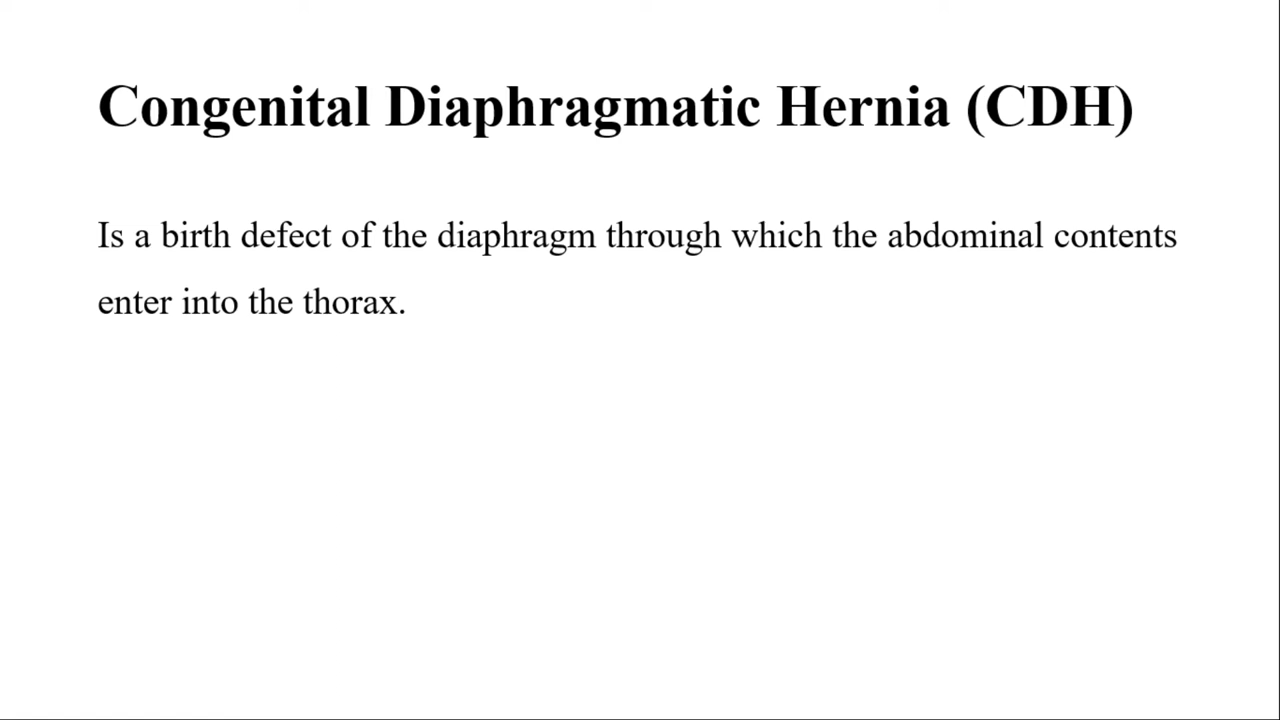 Congenital Diaphragmatic Hernia (CDH)
Is a birth defect of the diaphragm through which the abdominal contents
enter into the thorax.